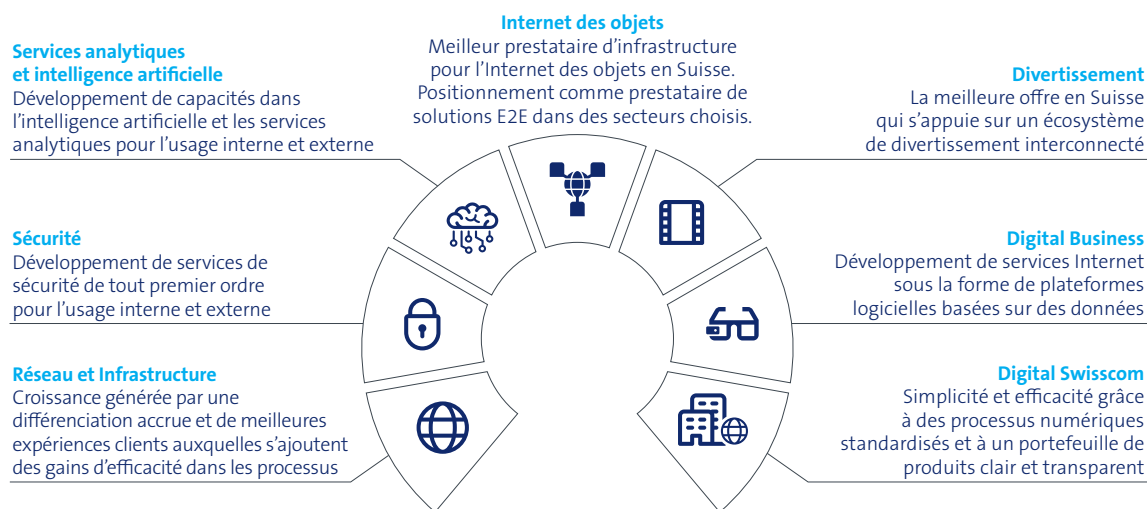 Services analytiques
et intelligence artificielle
Développement de capacités dans
l’intelligence artificielle et les services
analytiques pour l’usage interne et externe
Internet des objets
Meilleur prestataire d’infrastructure
pour l’Internet des objets en Suisse.
Positionnement comme prestataire de
solutions E2E dans des secteurs choisis.
Divertissement
La meilleure offre en Suisse
qui s’appuie sur un écosystème
de divertissement interconnecté
Sécurité
Développement de services de
sécurité de tout premier ordre
pour l’usage interne et externe
Digital Business
Développement de services Internet
sous la forme de plateformes
logicielles basées sur des données
Réseau et Infrastructure
Croissance générée par une
différenciation accrue et de meilleures
expériences clients auxquelles s’ajoutent
des gains d’efficacité dans les processus
Digital Swisscom
Simplicité et efficacité grâce
à des processus numériques
standardisés et à un portefeuille de
produits clair et transparent